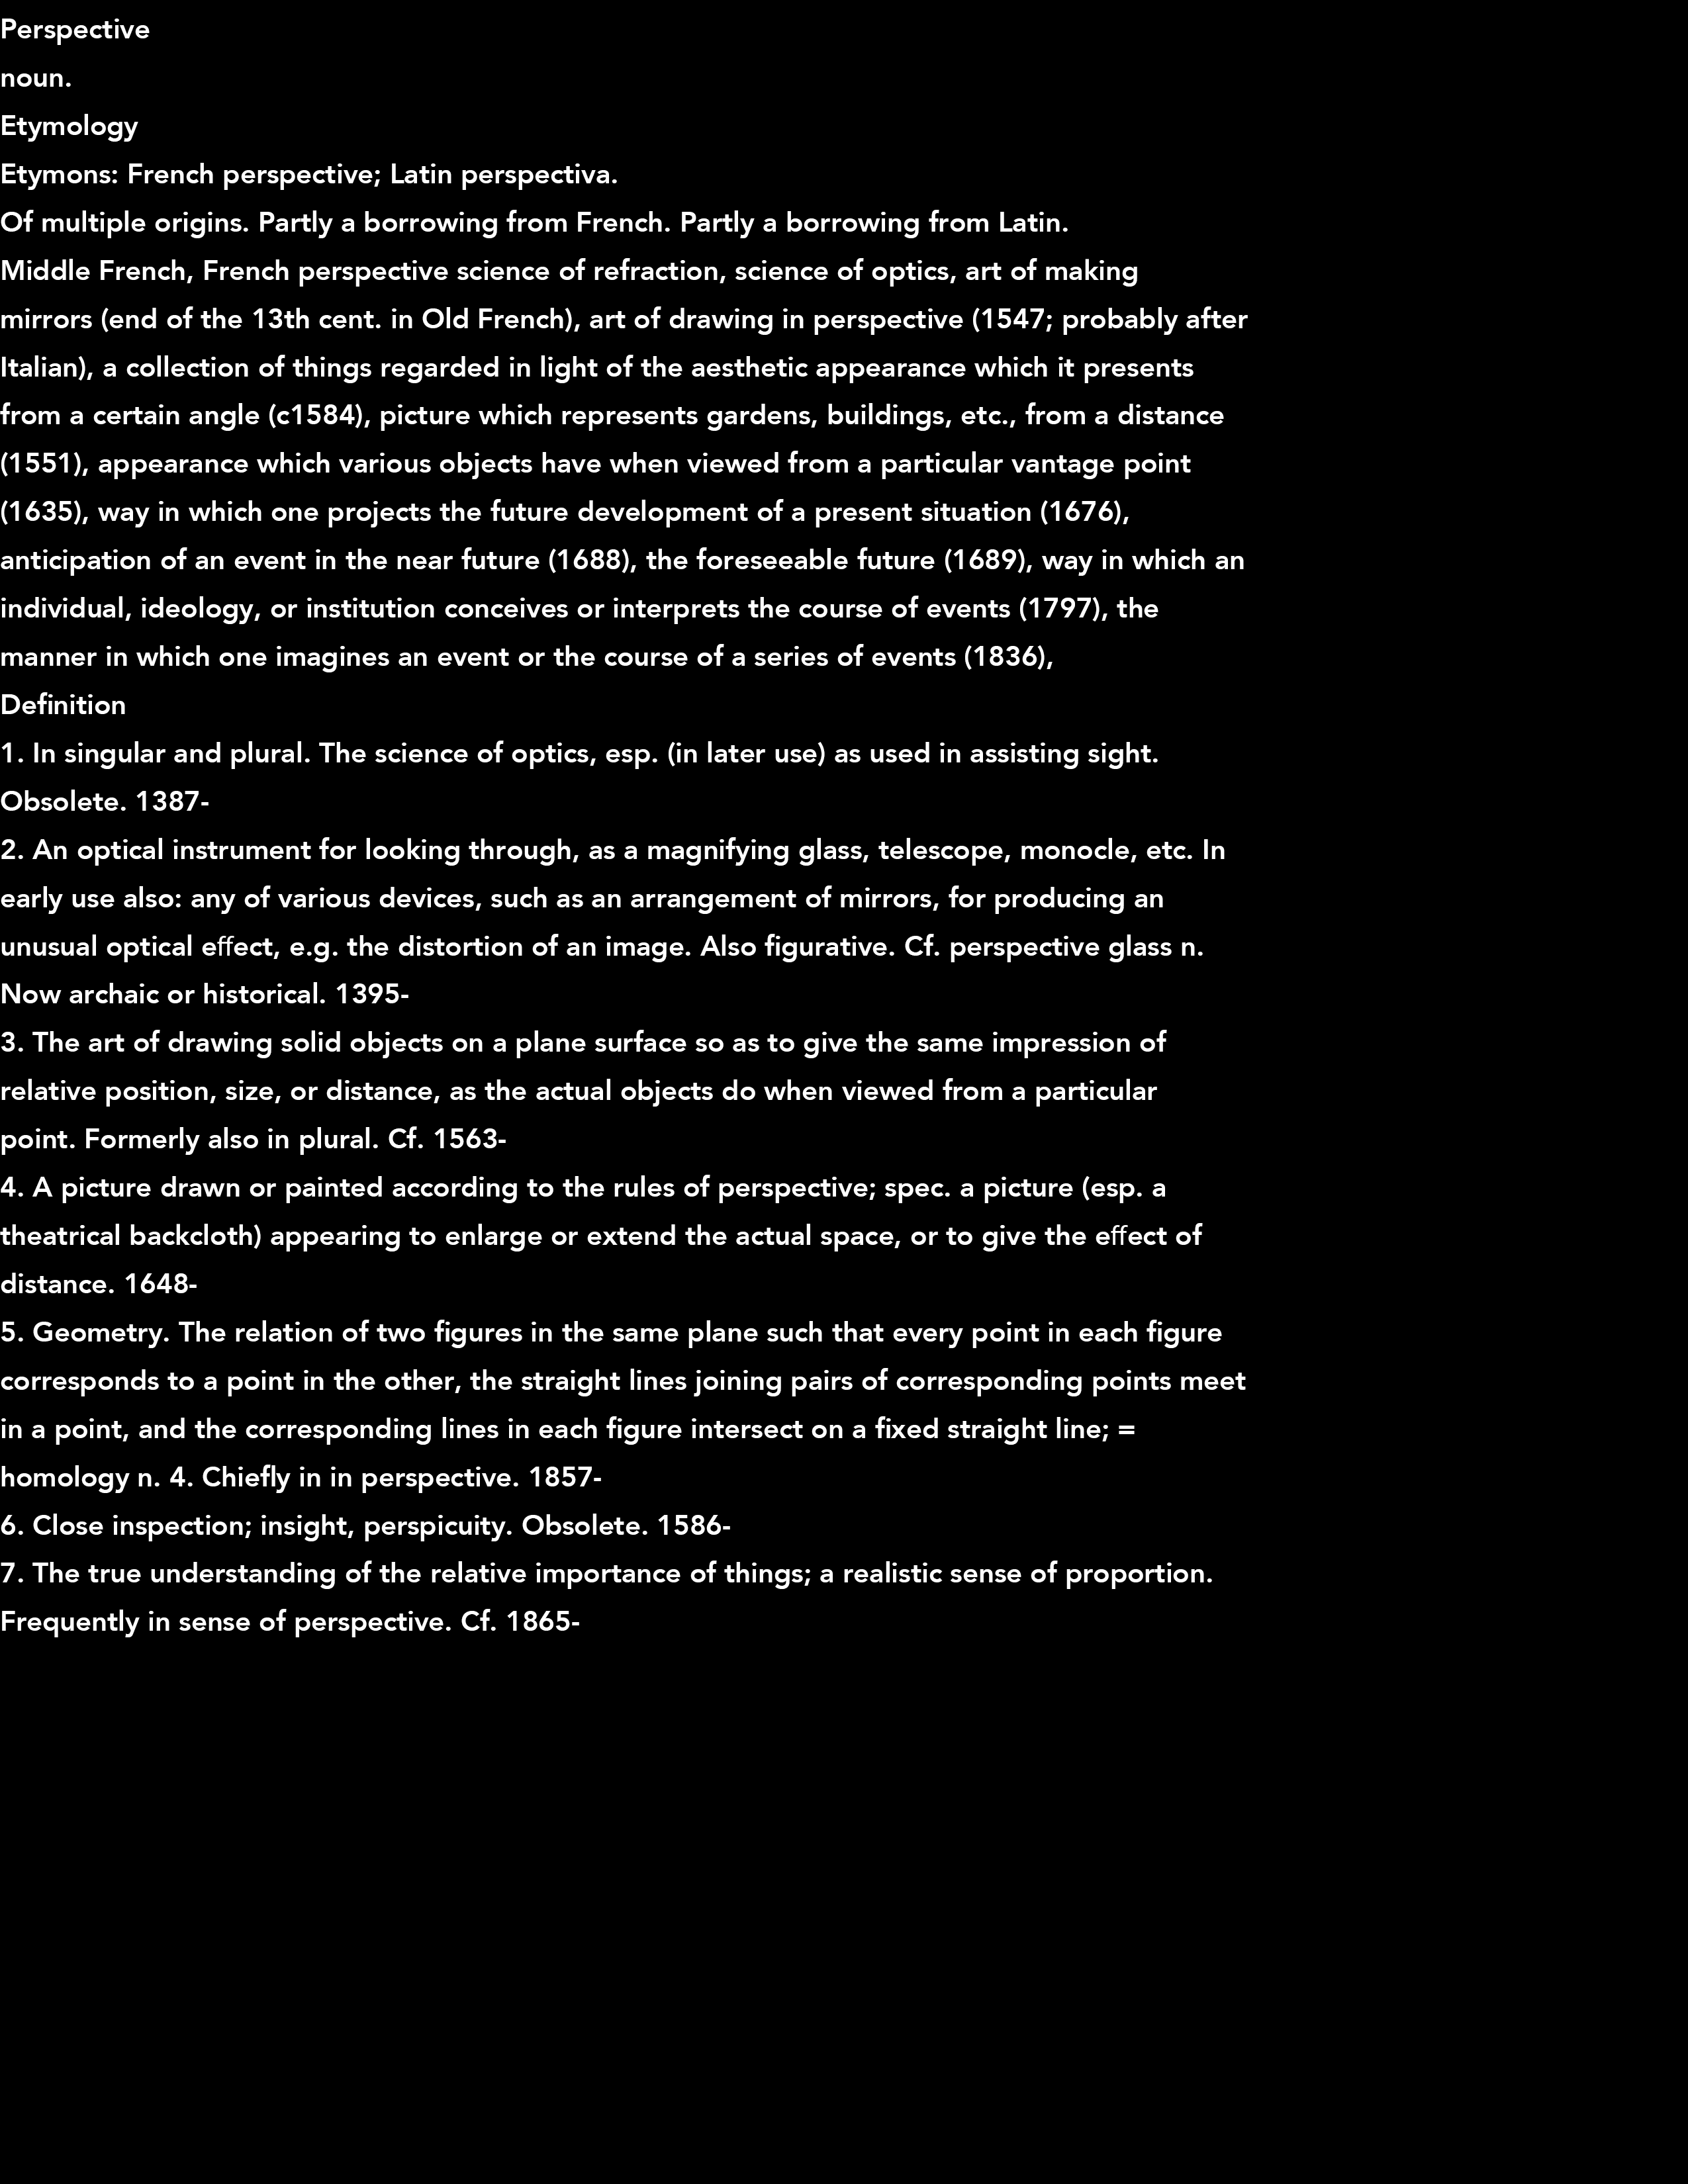 Perspective
noun.
Etymology
Etymons: French perspective; Latin perspectiva.
Of multiple origins. Partly a borrowing from French. Partly a borrowing from Latin.
Middle French, French perspective science of refraction, science of optics, art of making
mirrors (end of the 13th cent. in Old French), art of drawing in perspective (1547; probably after
Italian), a collection of things regarded in light of the aesthetic appearance which it presents
from a certain angle (c1584), picture which represents gardens, buildings, etc., from a distance
(1551), appearance which various objects have when viewed from a particular vantage point
(1635), way in which one projects the future development of a present situation (1676),
anticipation of an event in the near future (1688), the foreseeable future (1689), way in which an
individual, ideology, or institution conceives or interprets the course of events (1797), the
manner in which one imagines an event or the course of a series of events (1836),
Definition
1. In singular and plural. The science of optics, esp. (in later use) as used in assisting sight.
Obsolete. 1387-
2. An optical instrument for looking through, as a magnifying glass, telescope, monocle, etc. In
early use also: any of various devices, such as an arrangement of mirrors, for producing an
unusual optical effect, e.g. the distortion of an image. Also figurative. Cf. perspective glass n.
Now archaic or historical. 1395-
3. The art of drawing solid objects on a plane surface so as to give the same impression of
relative position, size, or distance, as the actual objects do when viewed from a particular
point. Formerly also in plural. Cf. 1563-
4. A picture drawn or painted according to the rules of perspective; spec. a picture (esp. a
theatrical backcloth) appearing to enlarge or extend the actual space, or to give the effect of
distance. 1648-
5. Geometry. The relation of two figures in the same plane such that every point in each figure
corresponds to a point in the other, the straight lines joining pairs of corresponding points meet
in a point, and the corresponding lines in each figure intersect on a fixed straight line; =
homology n. 4. Chiefly in in perspective. 1857-
6. Close inspection; insight, perspicuity. Obsolete. 1586-
7. The true understanding of the relative importance of things; a realistic sense of proportion.
Frequently in sense of perspective. Cf. 1865-